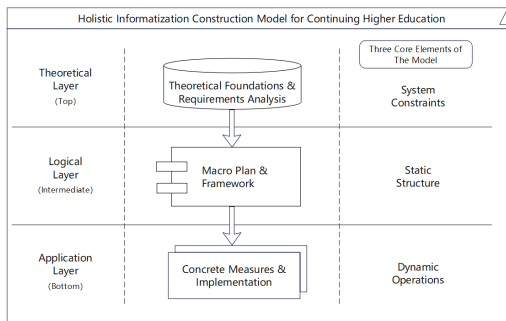 Holistic Informatization Construction Model for Continuing Higher Education
Three Core Elements of
The Model
Theoretical
Layer
(Top)
Theoretical Foundations &
Requirements Analysis
System
Constraints
Logical
Layer
(Intermediate)
Macro Plan &
Framework
Static
Structure
Application
Layer
(Bottom)
Concrete Measures &
Implementation
Dynamic
Operations